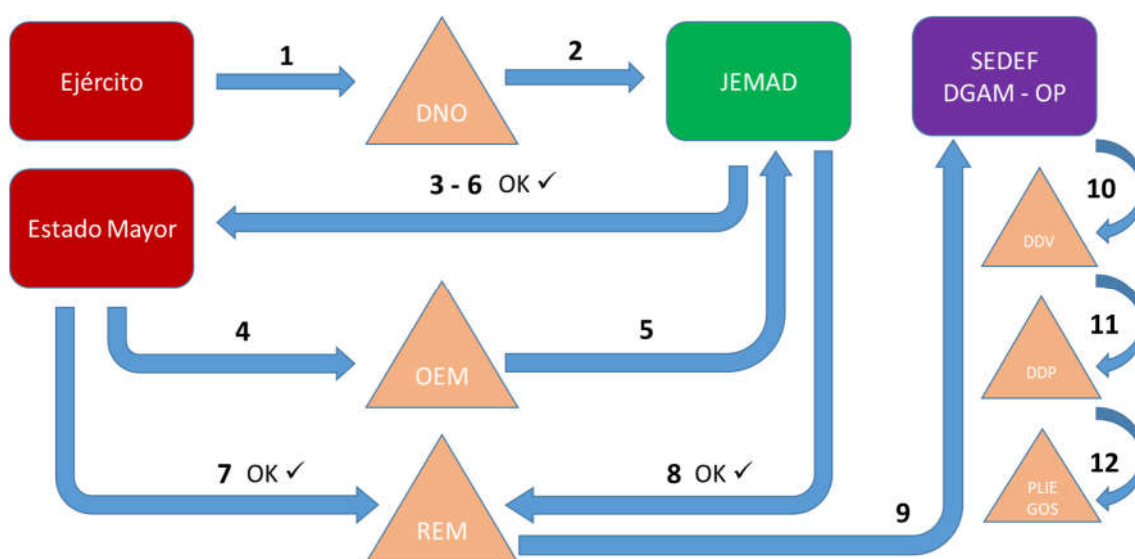 Ejército
1
DNO
2
JEMAD
SEDEF
DGAM - OP
3 - 6 OK ✓
10
Estado Mayor
DDV
4
OEM
5
11
DDP
7 OK ✓
REM
8 OK ✓
9
12
PLiE
GOS